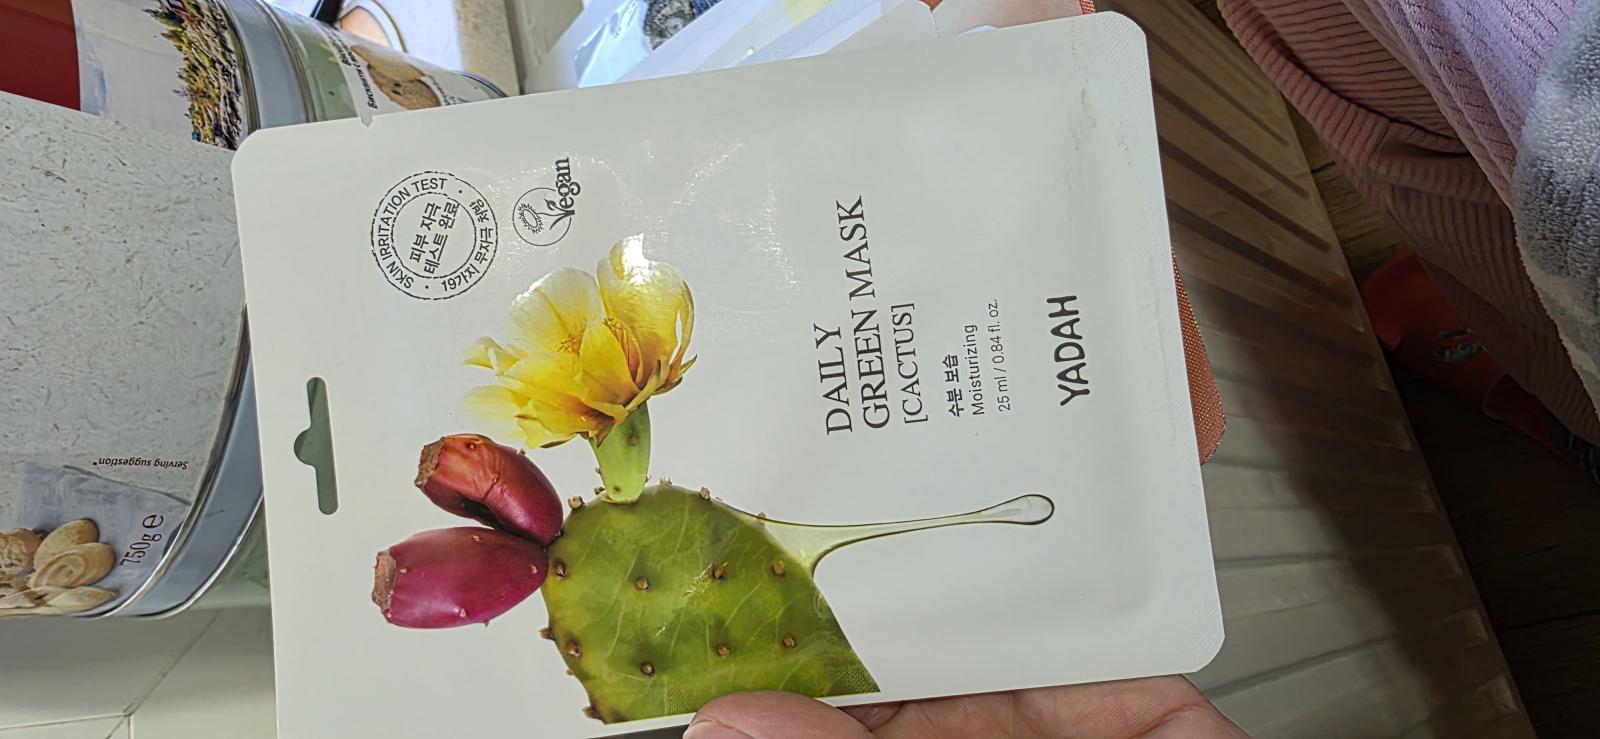 SKIN IRRITATION TEST
피부 자극
테스트 완료
19가지 무자극 처방
Vegan
DAILY
GREEN MASK
[CACTUS]
수분 보습
Moisturizing
25 ml / 0.84 fl. oz.
YADAH
Serving suggestion*
750g e